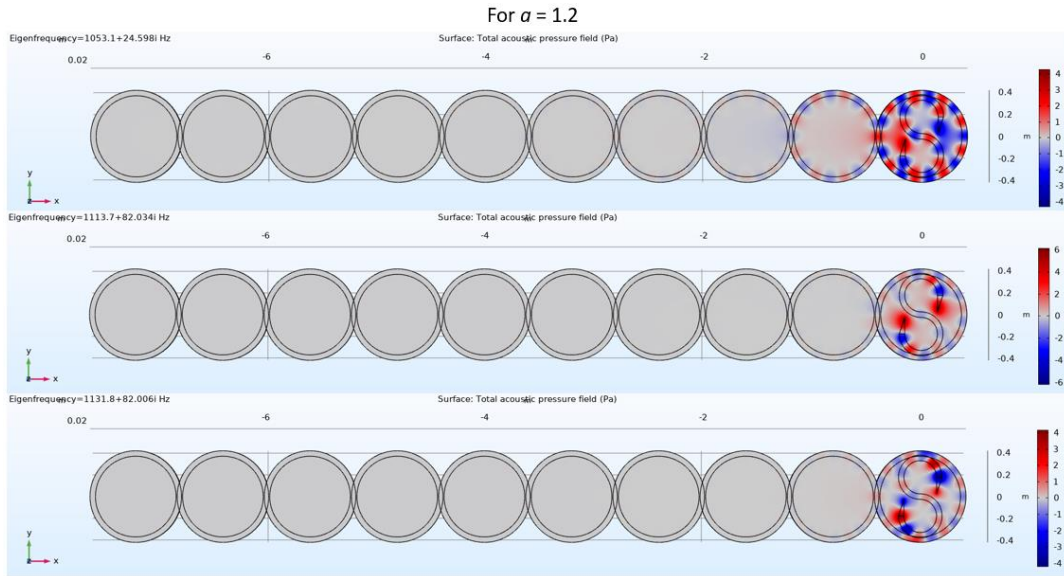 For a = 1.2
Eigenfrequency=1053.1+24.598i Hz
Surface: Total acoustic pressure field (Pa)
m
m
0.02
-6
-4
-2
0
4
3
2
1
0
-1
-2
-3
-4
0.4
0.2
0
m
-0.2
-0.4
y
z
x
Eigenfrequency=1113.7+82.034i Hz
Surface: Total acoustic pressure field (Pa)
m
m
0.02
-6
-4
-2
0
6
4
2
0
-2
-4
-6
0.4
0.2
0
m
-0.2
-0.4
y
z
x
Eigenfrequency=1131.8+82.006i Hz
Surface: Total acoustic pressure field (Pa)
m
m
0.02
-6
-4
-2
0
4
3
2
1
0
-1
-2
-3
-4
0.4
0.2
0
m
-0.2
-0.4
y
z
x